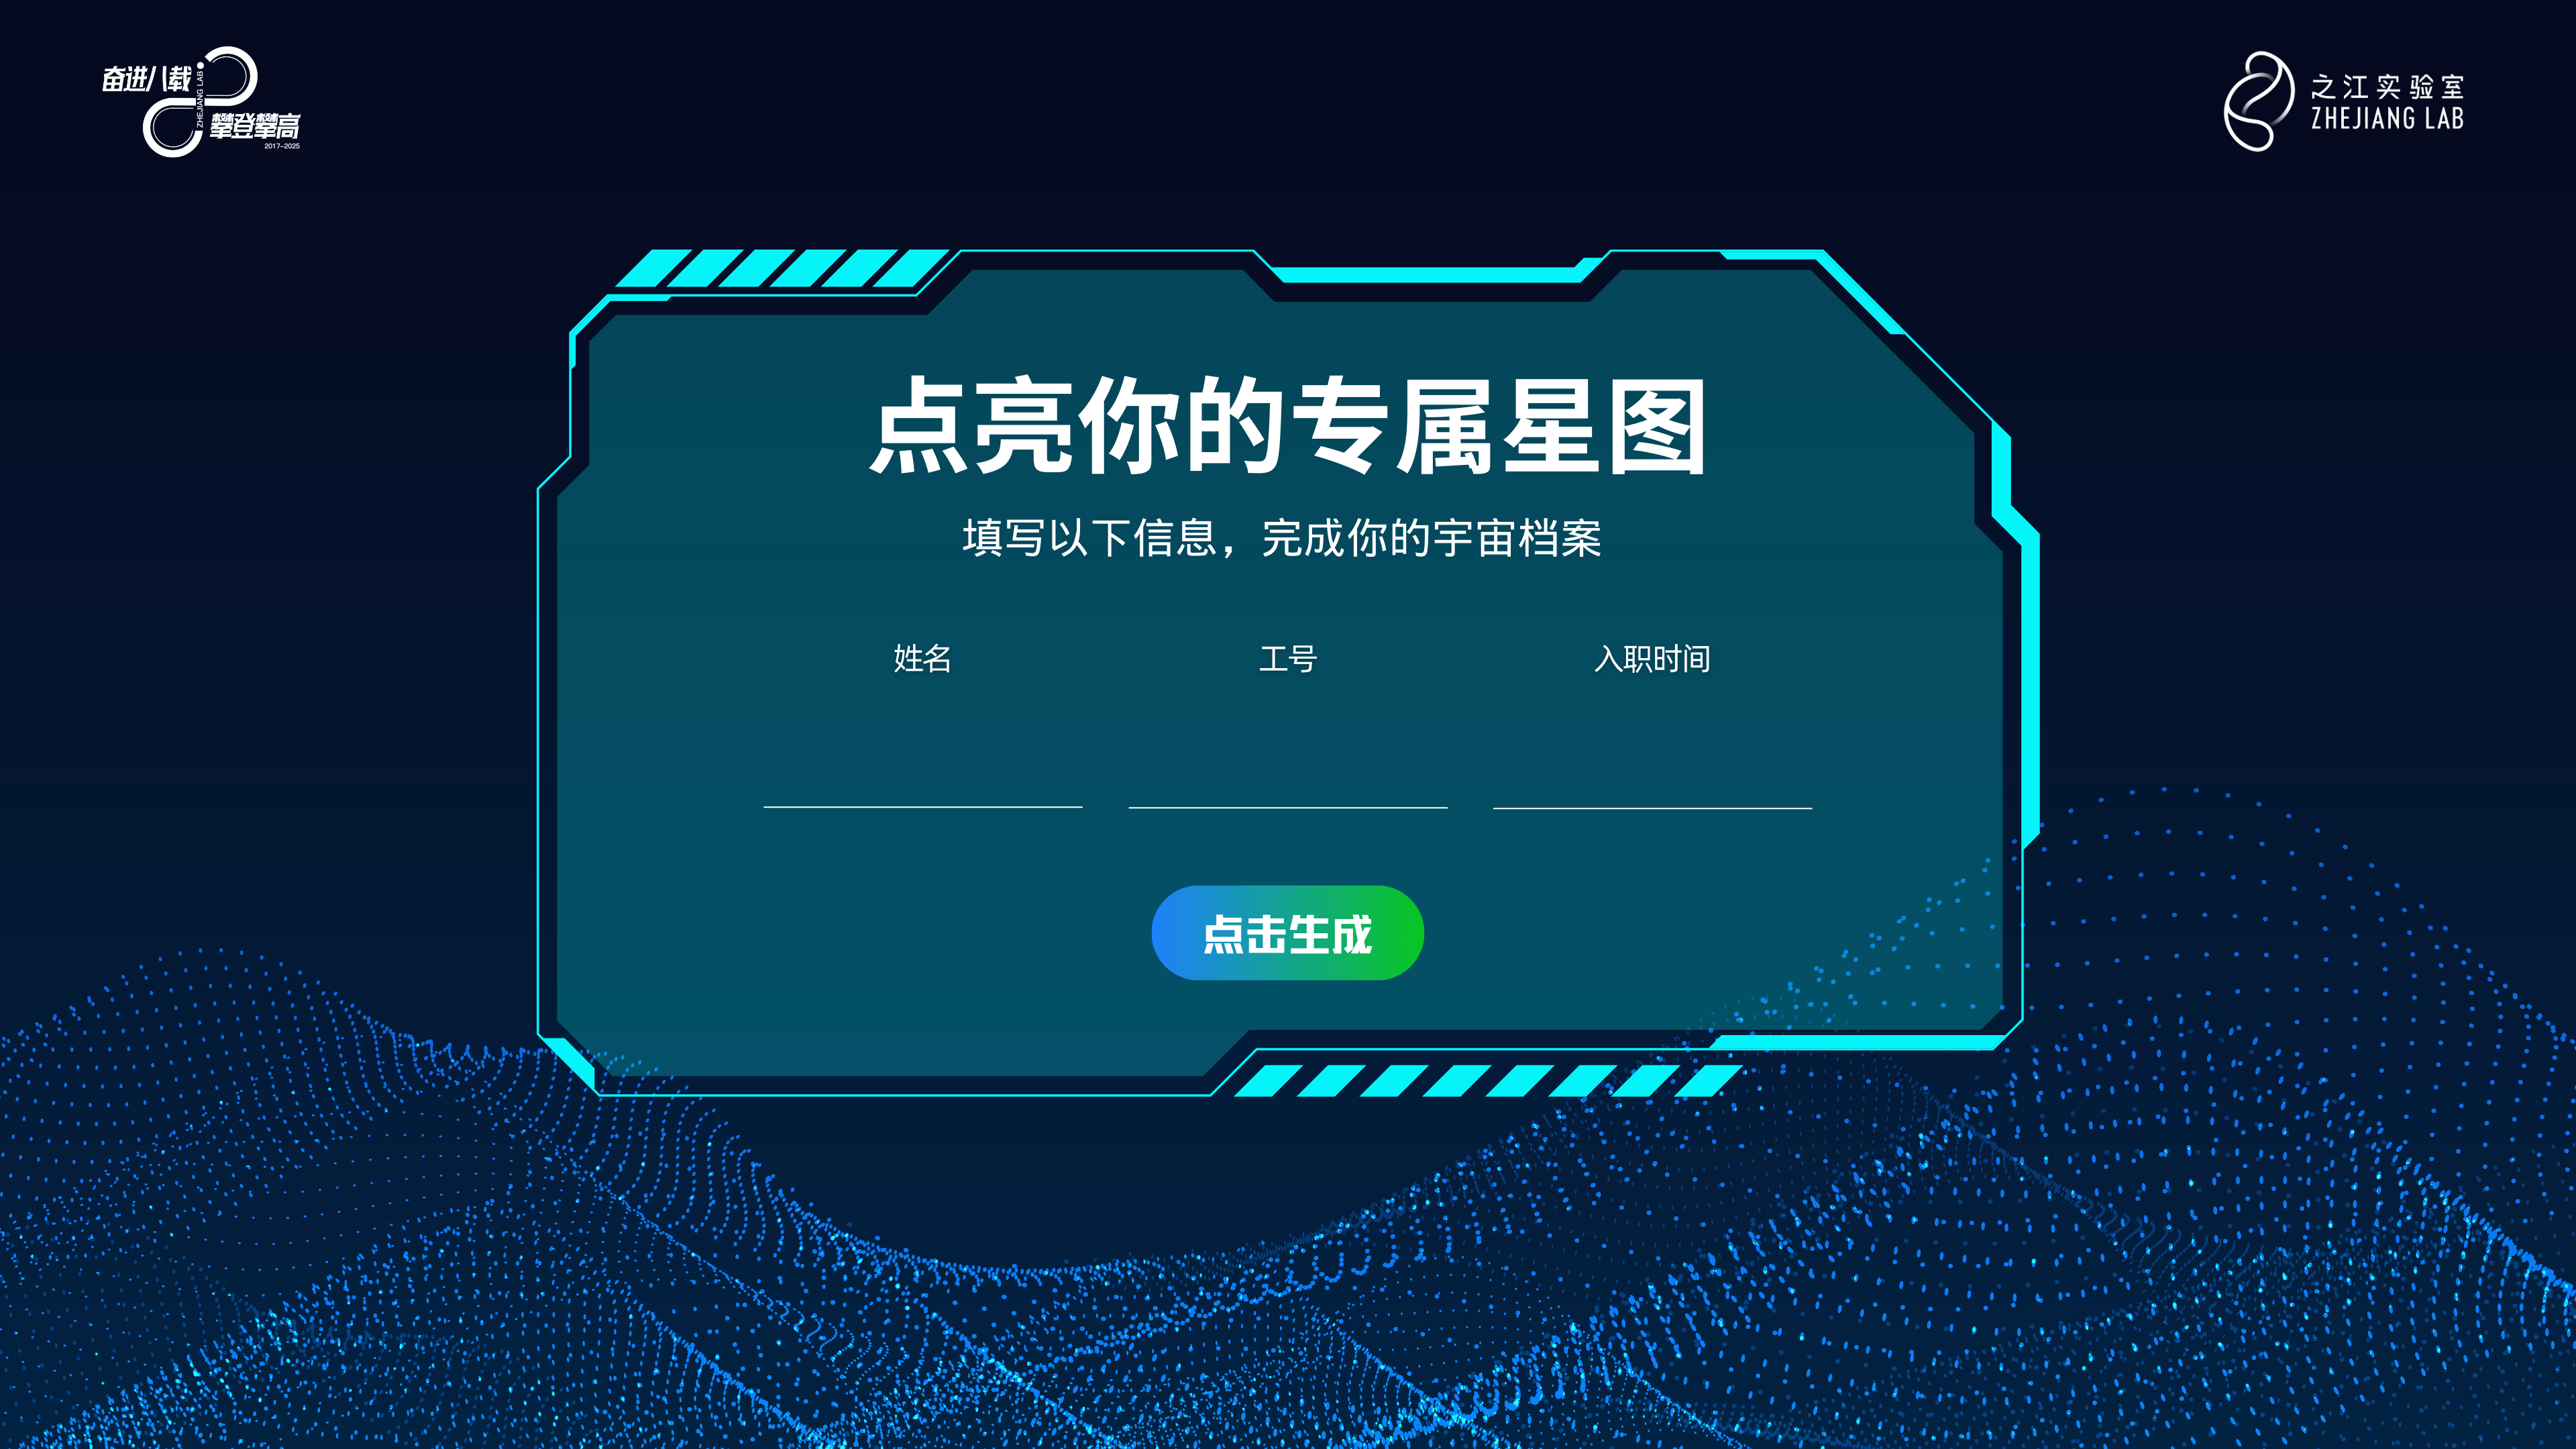 奋进八载
ZHEJIANG LAB
攀登攀高
2017-2025
之江实验室
ZHEJIANG LAB
点亮你的专属星图
填写以下信息，完成你的宇宙档案
姓名
工号
入职时间
点击生成